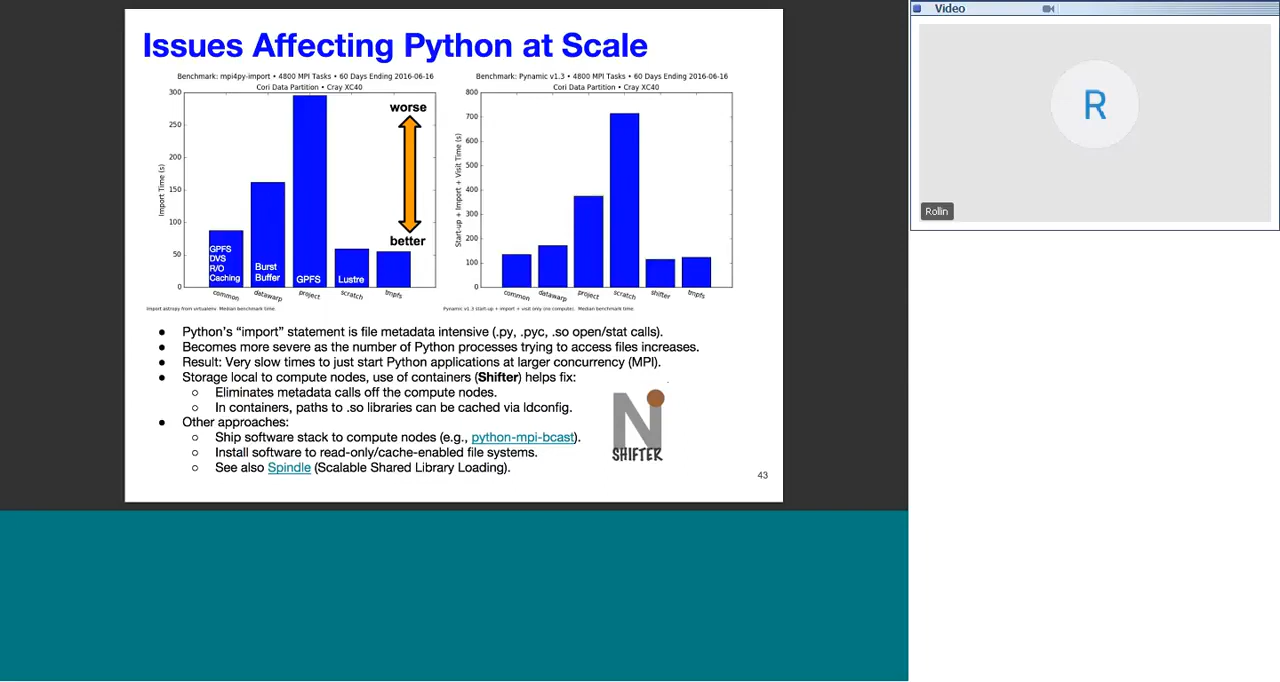 Issues Affecting Python at Scale
Benchmark: mpi4py-import • 4800 MPI Tasks • 60 Days Ending 2016-06-16
Cori Data Partition • Cray XC40
300
250
200
150
100
50
0
Import Time (s)
worse
better
GPFS
DVS
R/O
Caching
Burst
Buffer
GPFS
Lustre
common
datawarp
project
scratch
tmpfs
Import astropy from virtualenv. Median benchmark time.
Benchmark: Pynamic v1.3 • 4800 MPI Tasks • 60 Days Ending 2016-06-16
Cori Data Partition • Cray XC40
800
700
600
500
400
300
200
100
0
Start-up + Import + Visit Time (s)
common
datawarp
project
scratch
shifter
tmpfs
Pynamic v1.3 start-up + import + visit only (no compute). Median benchmark time.
● Python’s “import” statement is file metadata intensive (.py, .pyc, .so open/stat calls).
● Becomes more severe as the number of Python processes trying to access files increases.
● Result: Very slow times to just start Python applications at larger concurrency (MPI).
● Storage local to compute nodes, use of containers (Shifter) helps fix:
○ Eliminates metadata calls off the compute nodes.
○ In containers, paths to .so libraries can be cached via ldconfig.
● Other approaches:
○ Ship software stack to compute nodes (e.g., python-mpi-bcast).
○ Install software to read-only/cache-enabled file systems.
○ See also Spindle (Scalable Shared Library Loading).
N
SHIFTER
43
Video
R
Rolin